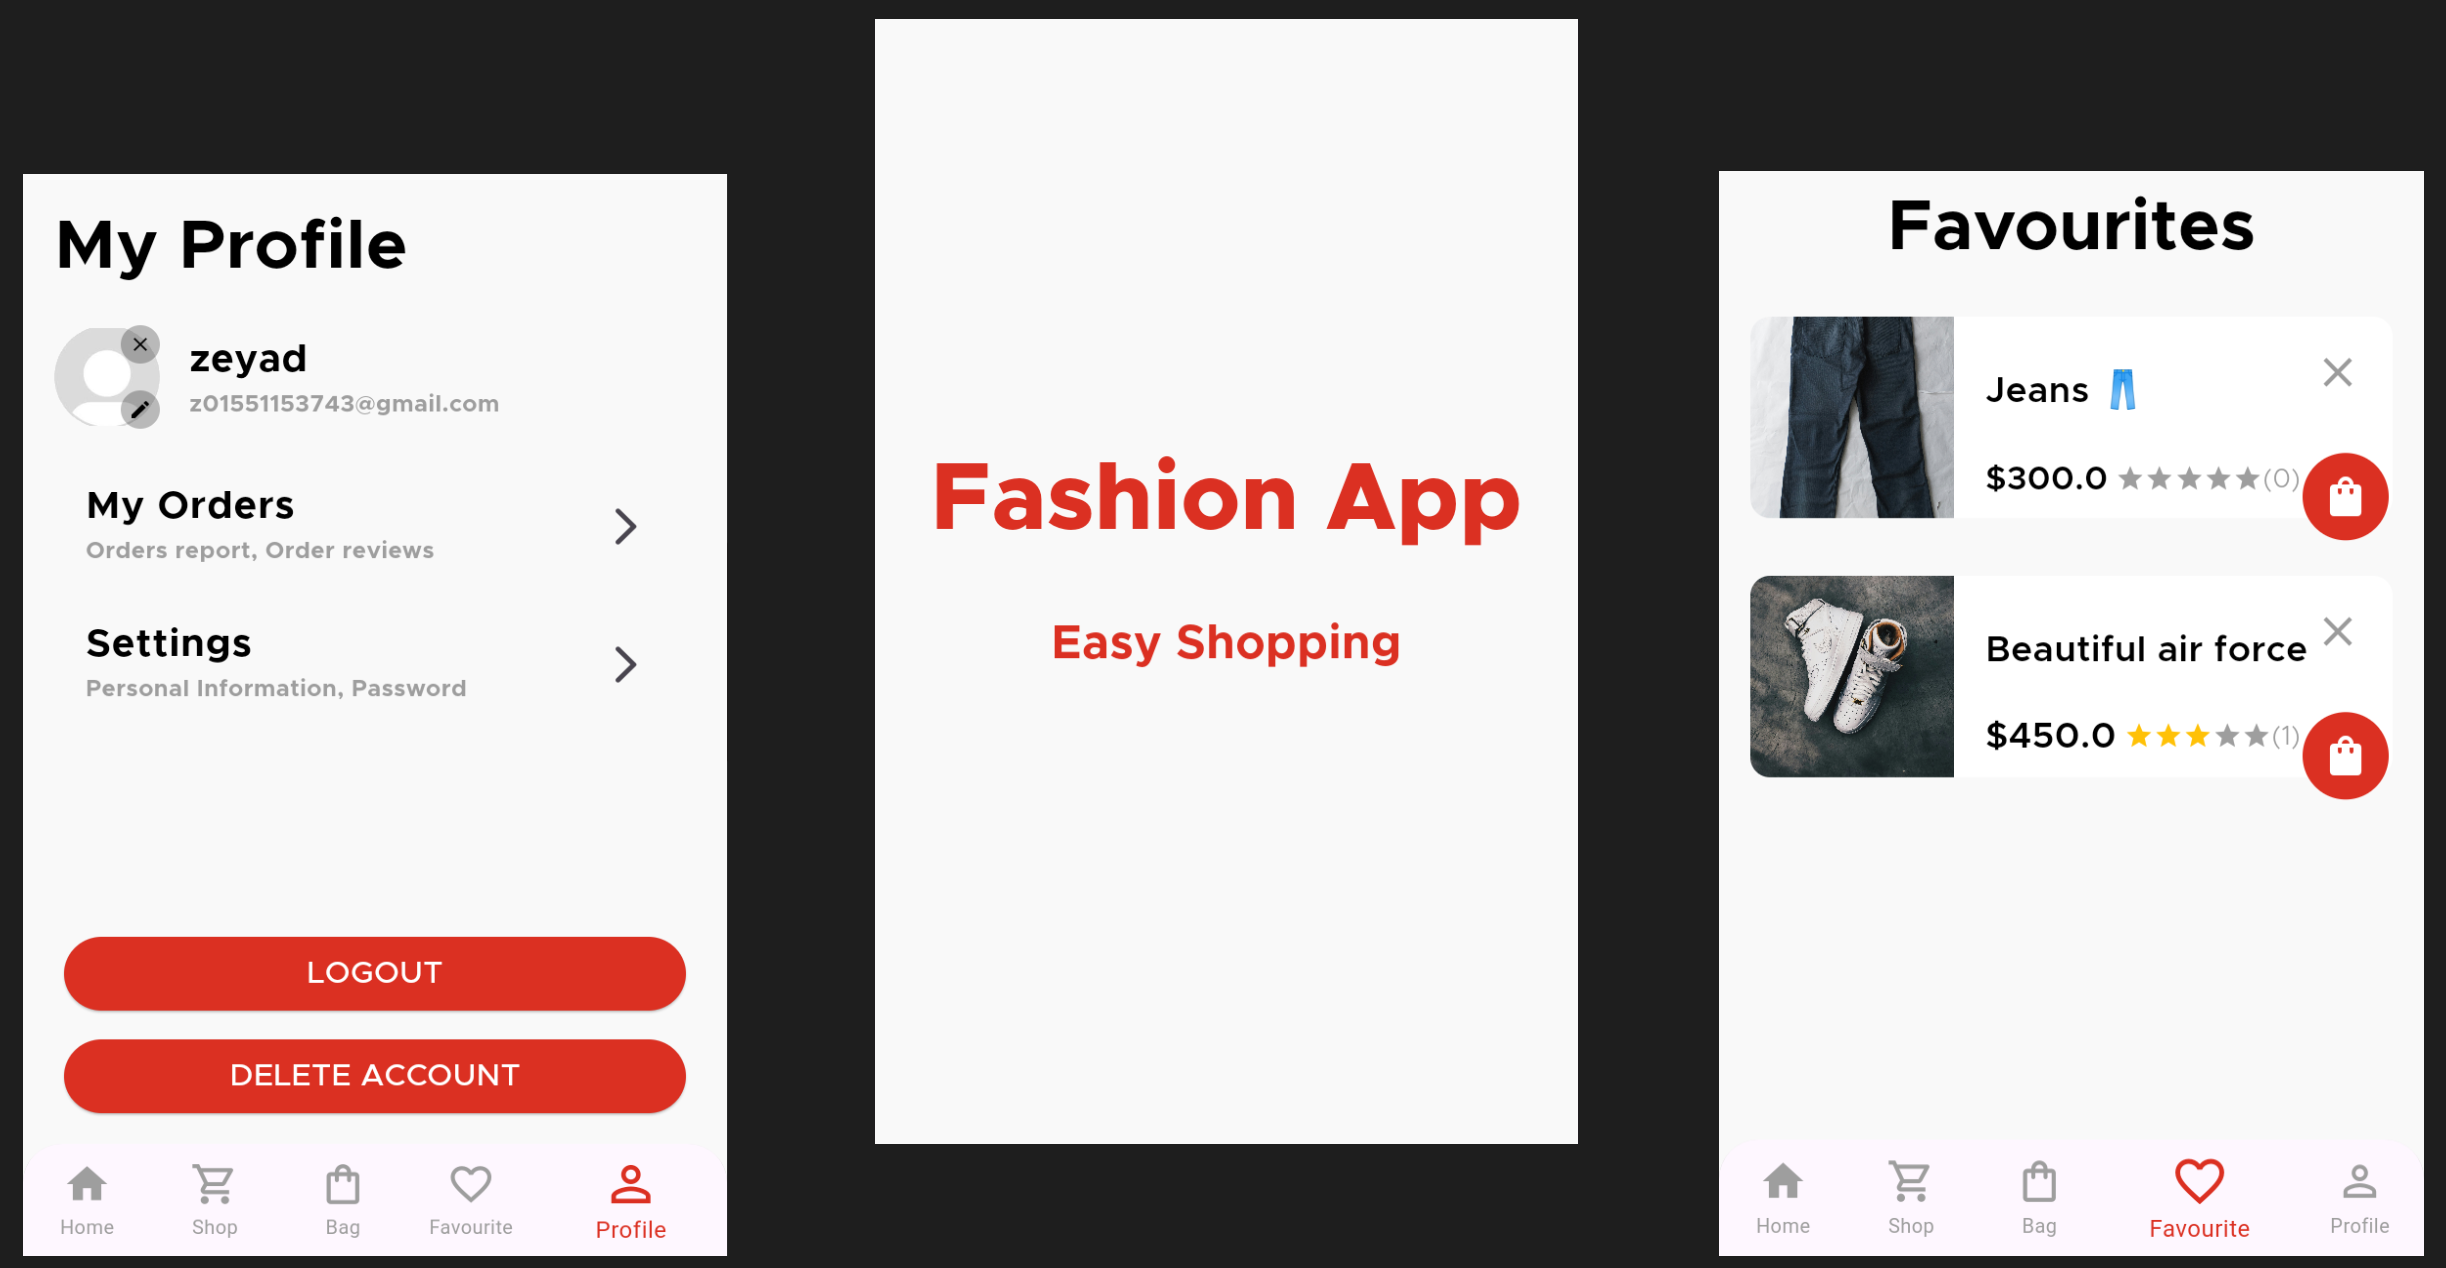 My Profile
zeyad
z01551153743@gmail.com
My Orders
Orders report, Order reviews
Settings
Personal Information, Password
LOGOUT
DELETE ACCOUNT
Home Shop Bag Favourite Profile
Fashion App
Easy Shopping
Favourites
Jeans 👖
$300.0 (0)
Beautiful air force
$450.0 (1)
Home Shop Bag Favourite Profile